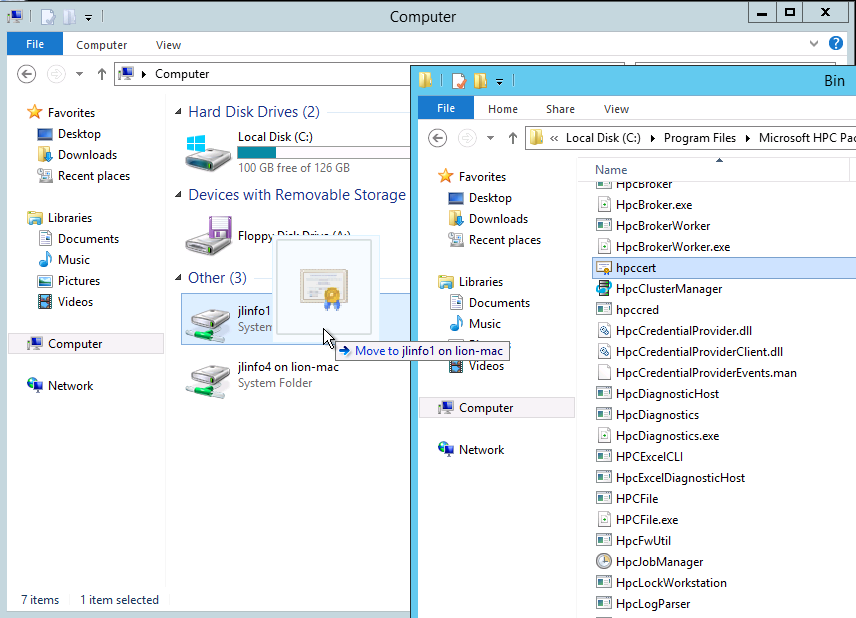 Computer
File
Computer
View
Computer
Favorites
Desktop
Downloads
Recent places
Libraries
Documents
Music
Pictures
Videos
Computer
Network
Hard Disk Drives (2)
Local Disk (C:)
100 GB free of 126 GB
Devices with Removable Storage
Floppy Disk Drive (A:)
Other (3)
jlinfo1
System
Move to jlinfo1 on lion-mac
jlinfo4 on lion-mac
System Folder
7 items
1 item selected
Bin
File
Home
Share
View
« Local Disk (C:) Program Files Microsoft HPC Pac
Favorites
Desktop
Downloads
Recent places
Libraries
Documents
Music
Videos
Computer
Network
Name
HpcBroker
HpcBroker.exe
HpcBrokerWorker
HpcBrokerWorker.exe
hpccert
HpcClusterManager
hpccred
HpcCredentialProvider.dll
HpcCredentialProviderClient.dll
HpcCredentialProviderEvents.man
HpcDiagnosticHost
HpcDiagnostics
HpcDiagnostics.exe
HPCExcelCLI
HpcExcelDiagnosticHost
HPCFile
HPCFile.exe
HpcFwUtil
HpcJobManager
HpcLockWorkstation
HpcLogParser